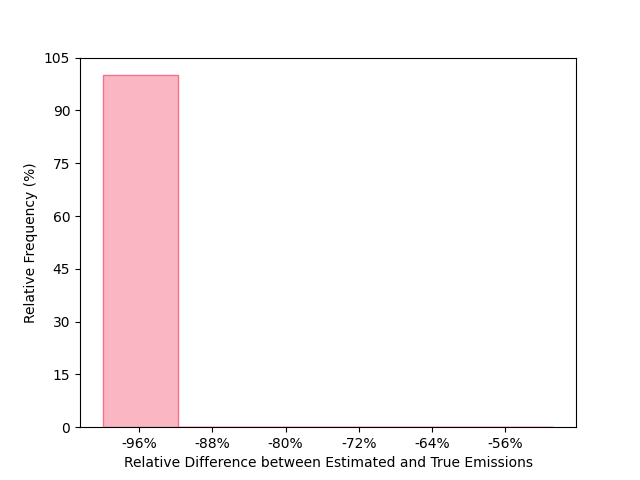 105
90
75
60
45
30
15
0
Relative Frequency (%)
-96% -88% -80% -72% -64% -56%
Relative Difference between Estimated and True Emissions